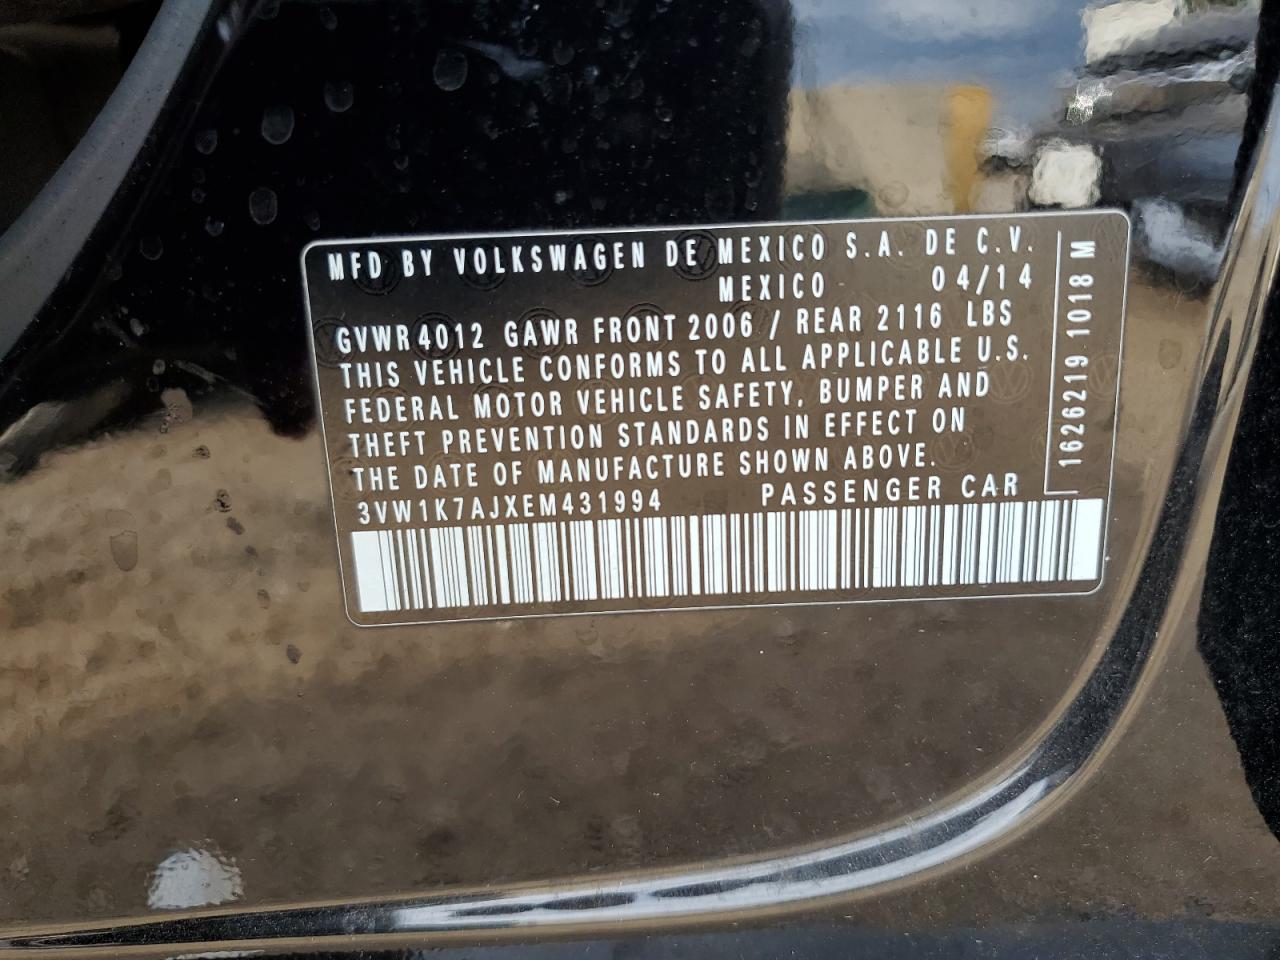 MFD BY VOLKSWAGEN DE MEXICO S.A. DE C.V.
MEXICO 04/14
GVWR 4012 GAWR FRONT 2006 / REAR 2116 LBS
THIS VEHICLE CONFORMS TO ALL APPLICABLE U.S.
FEDERAL MOTOR VEHICLE SAFETY, BUMPER AND
THEFT PREVENTION STANDARDS IN EFFECT ON
THE DATE OF MANUFACTURE SHOWN ABOVE.
3VW1K7AJXEM431994 PASSENGER CAR
1626219 1018 M